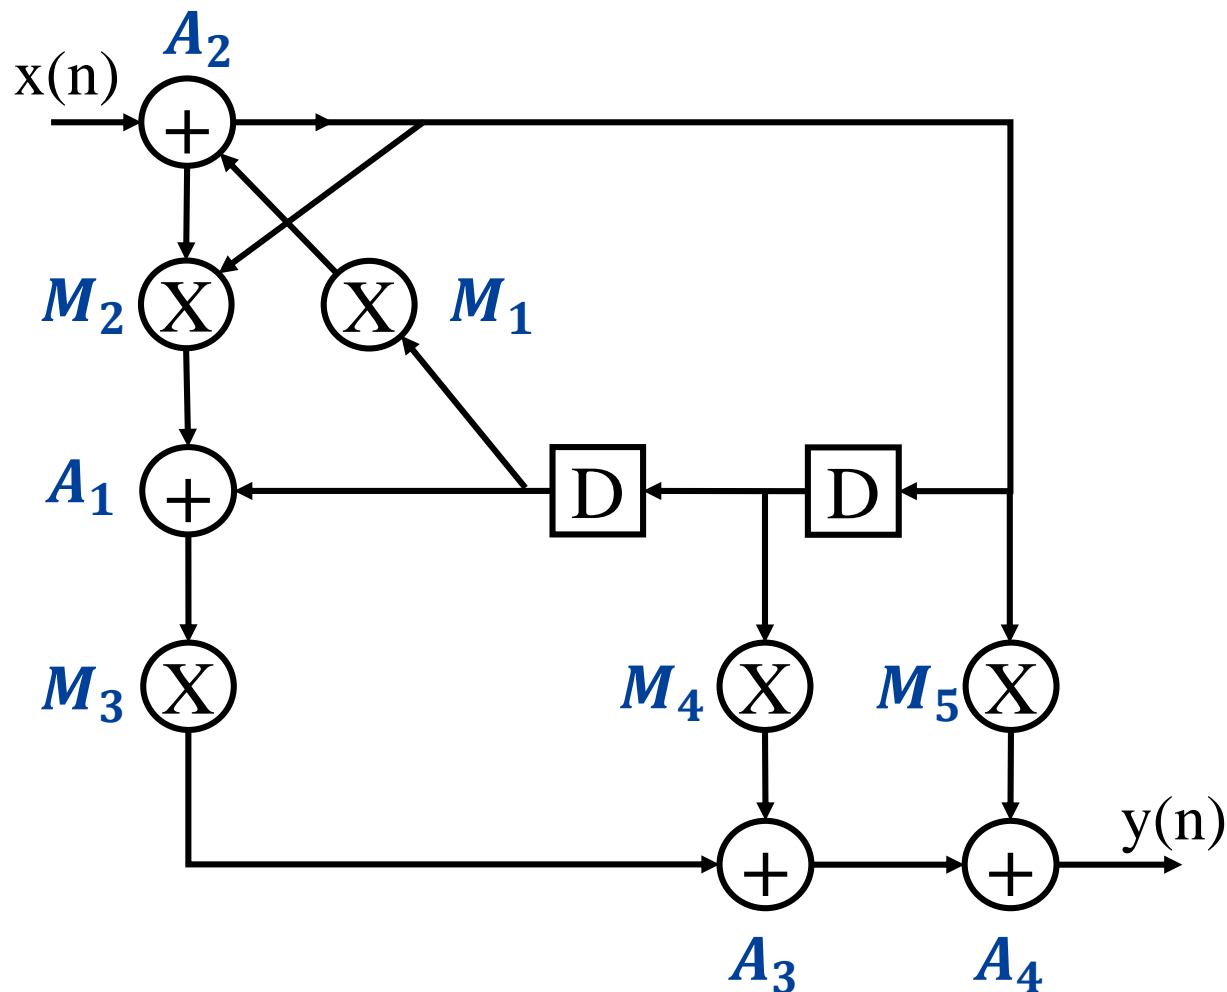 A₂
x(n)
+
M₂
X
X
M₁
A₁
+
D
D
M₃
X
M₄
X
M₅
X
y(n)
+
+
A₃
A₄